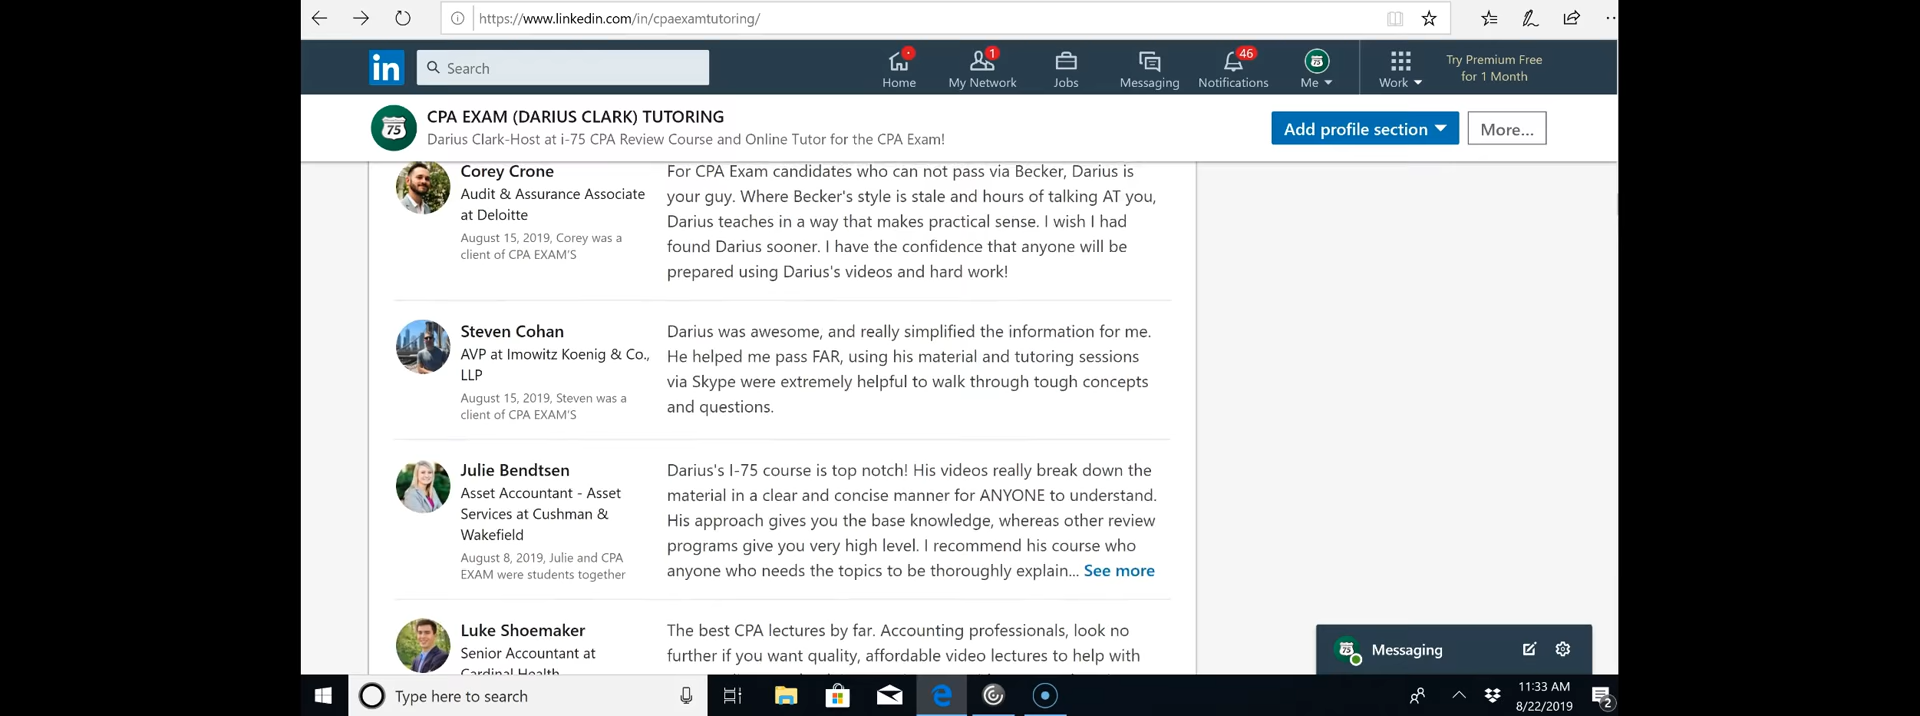 https://www.linkedin.com/in/cpaexamtutoring/
in
Search
Home
1
My Network
Jobs
Messaging
46
Notifications
75
Me
Work
Try Premium Free
for 1 Month
75
CPA EXAM (DARIUS CLARK) TUTORING
Darius Clark-Host at i-75 CPA Review Course and Online Tutor for the CPA Exam!
Add profile section
More...
Corey Crone
Audit & Assurance Associate
at Deloitte
August 15, 2019, Corey was a
client of CPA EXAM'S
For CPA Exam candidates who can not pass via Becker, Darius is
your guy. Where Becker's style is stale and hours of talking AT you,
Darius teaches in a way that makes practical sense. I wish I had
found Darius sooner. I have the confidence that anyone will be
prepared using Darius's videos and hard work!
Steven Cohan
AVP at Imowitz Koenig & Co.,
LLP
August 15, 2019, Steven was a
client of CPA EXAM'S
Darius was awesome, and really simplified the information for me.
He helped me pass FAR, using his material and tutoring sessions
via Skype were extremely helpful to walk through tough concepts
and questions.
Julie Bendtsen
Asset Accountant - Asset
Services at Cushman &
Wakefield
August 8, 2019, Julie and CPA
EXAM were students together
Darius's I-75 course is top notch! His videos really break down the
material in a clear and concise manner for ANYONE to understand.
His approach gives you the base knowledge, whereas other review
programs give you very high level. I recommend his course who
anyone who needs the topics to be thoroughly explain... See more
Luke Shoemaker
Senior Accountant at
Cardinal Health
The best CPA lectures by far. Accounting professionals, look no
further if you want quality, affordable video lectures to help with
75
Messaging
Type here to search
11:33 AM
8/22/2019
2